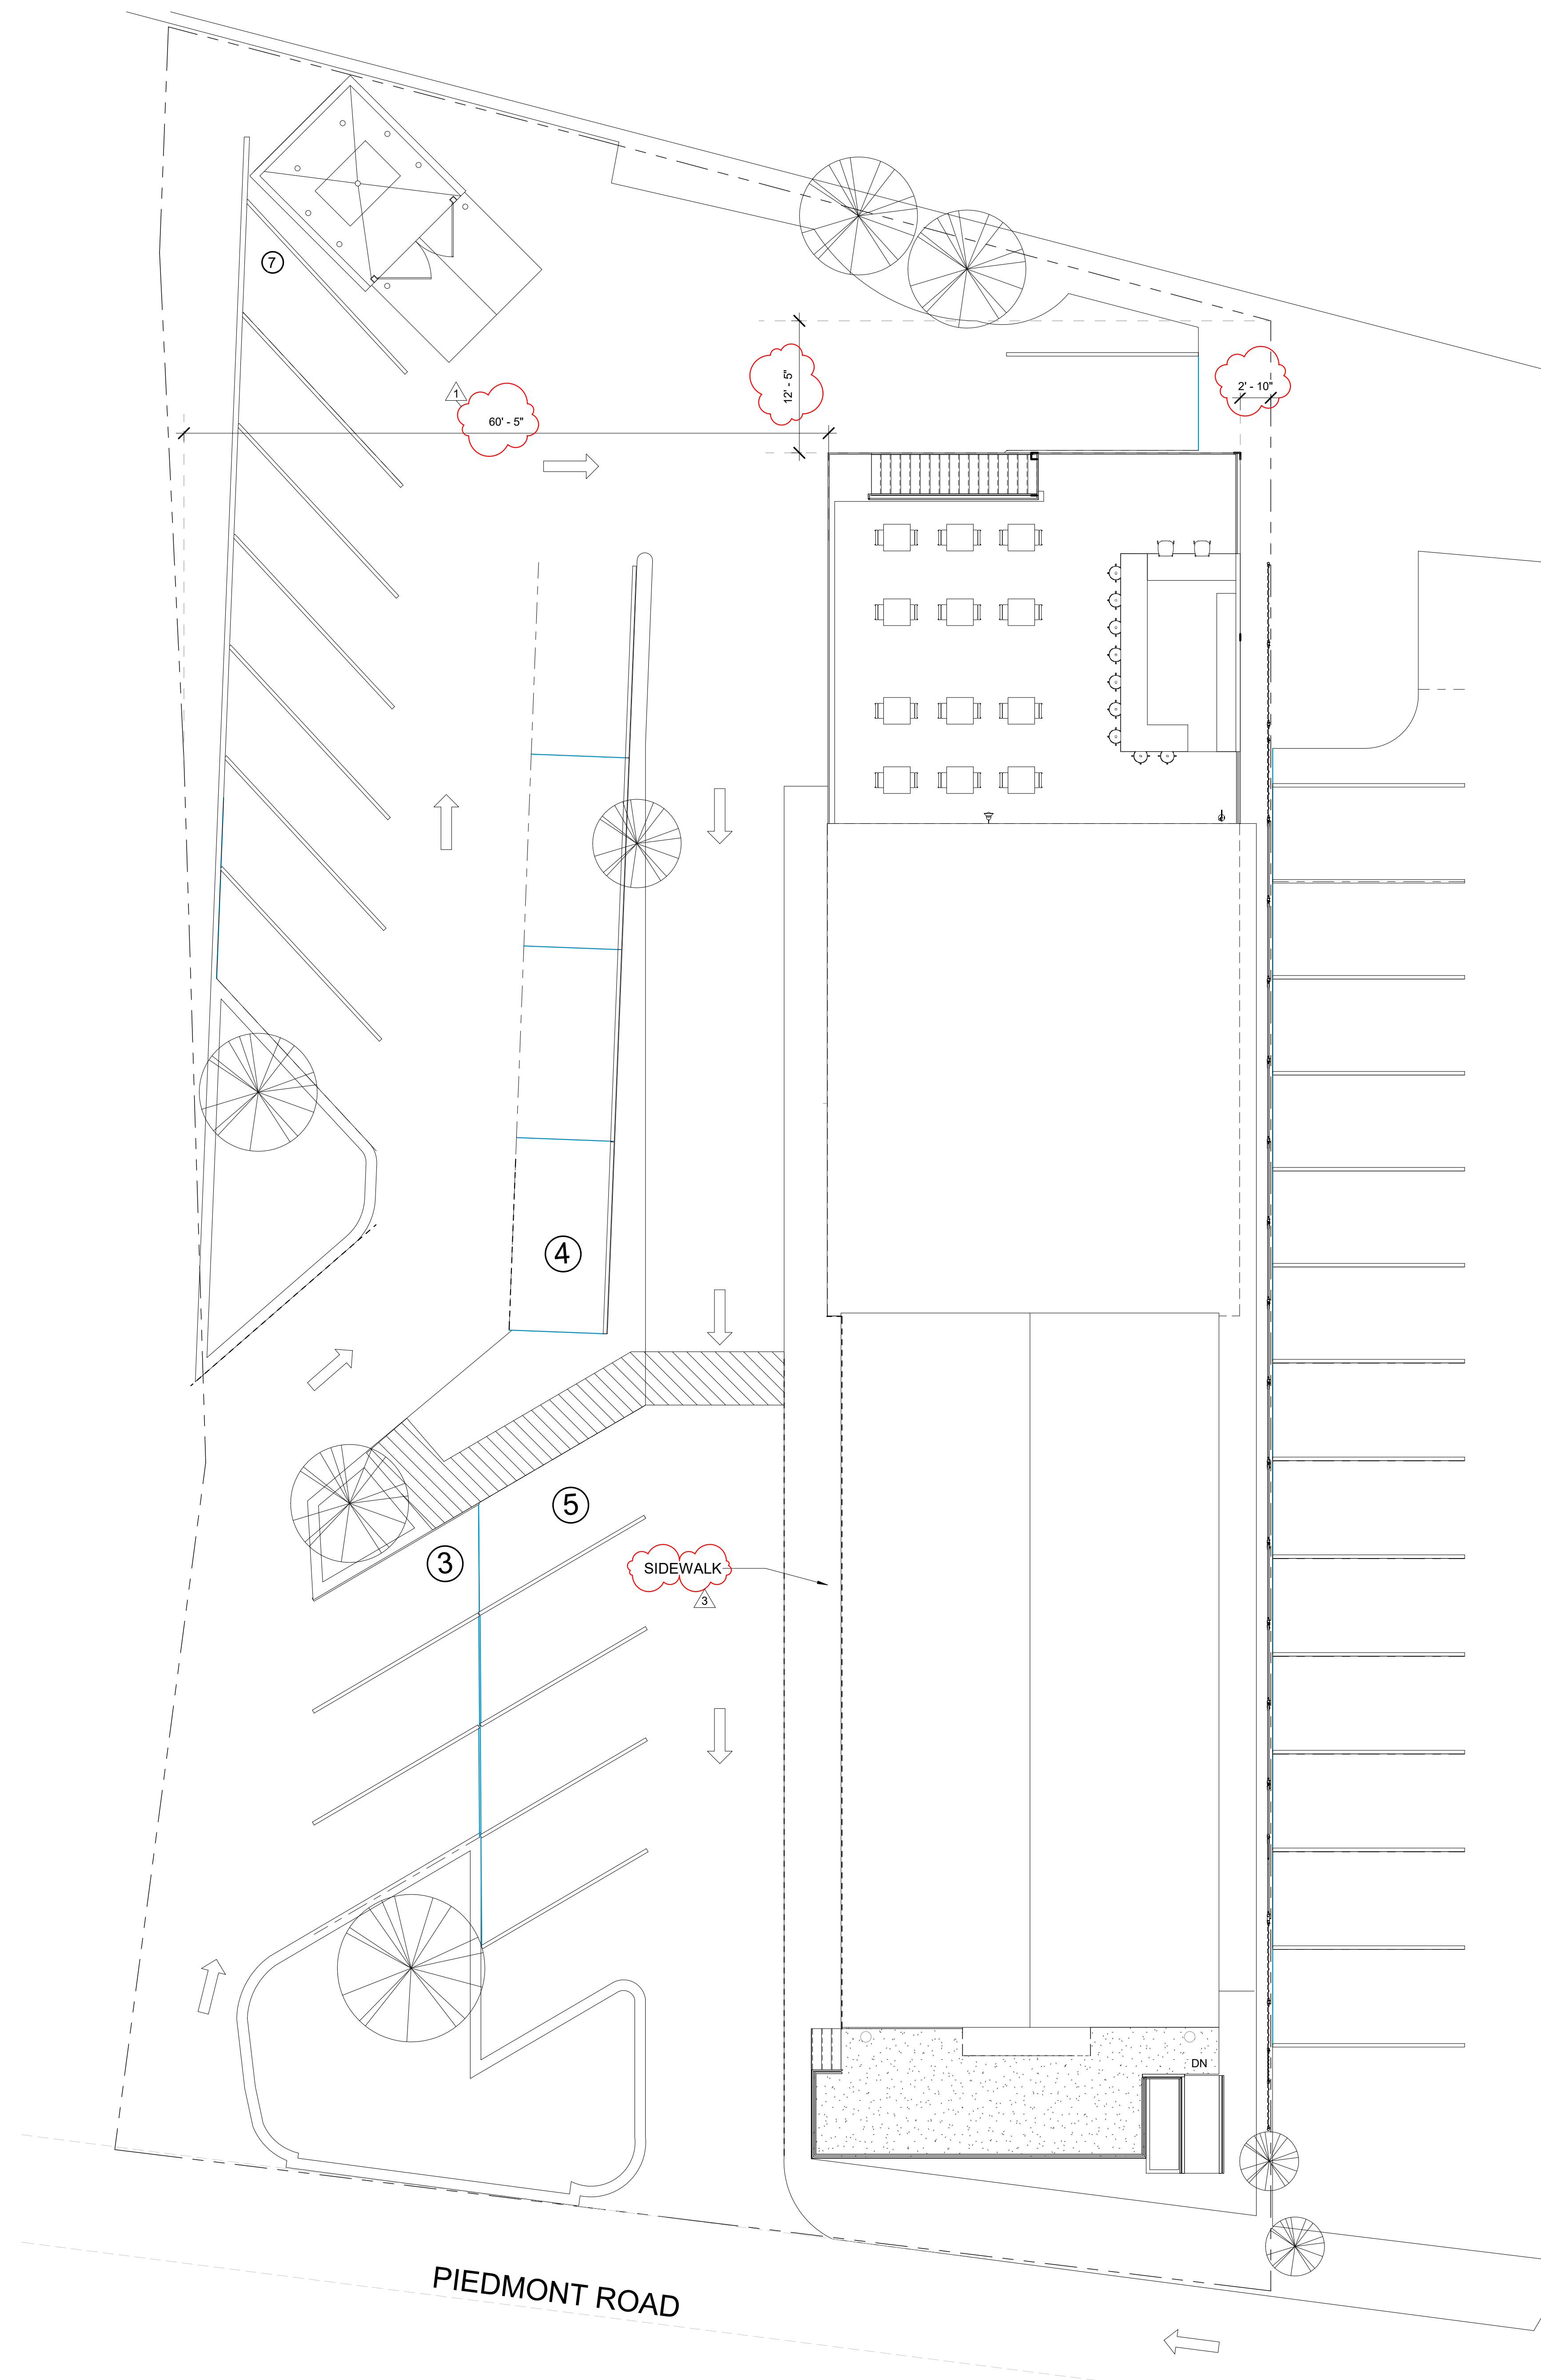 7
1
60' - 5"
12' - 5"
2' - 10"
4
5
3
SIDEWALK
3
DN
PIEDMONT ROAD